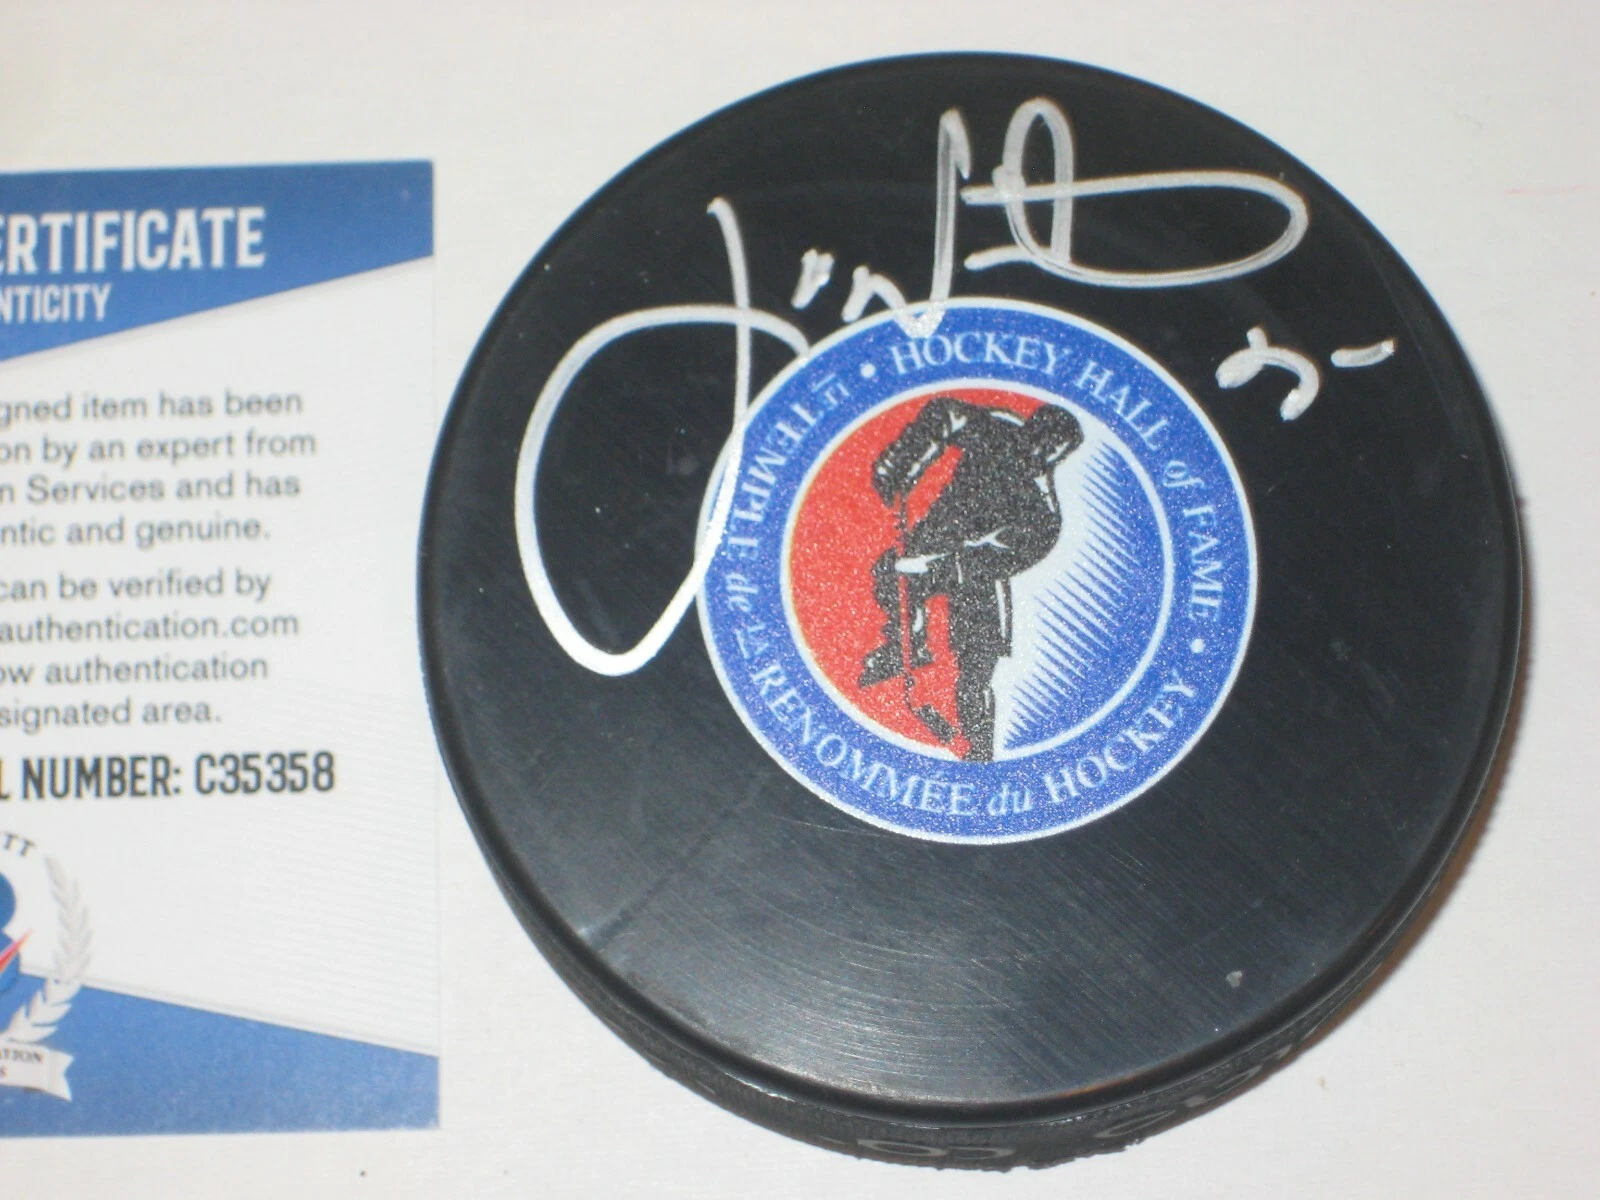 ERTIFICATE
NTICITY
gned item has been
on by an expert from
n Services and has
ntic and genuine.
can be verified by
authentication.com
ow authentication
signated area.
L NUMBER: C35358
TT
ATION
S
• HOCKEY HALL of FAME •
TEMPLE de la RENOMMÉE du HOCKEY